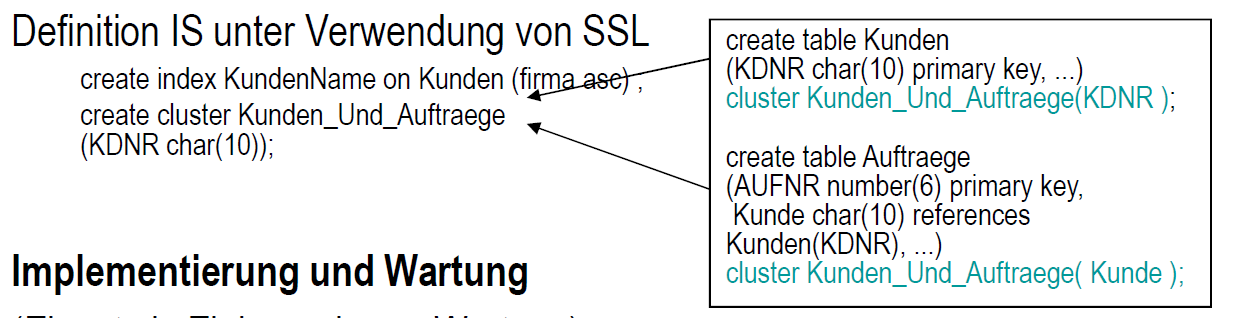 Definition IS unter Verwendung von SSL
create index KundenName on Kunden (firma asc) ;
create cluster Kunden_Und_Auftraege
(KDNR char(10));
create table Kunden
(KDNR char(10) primary key, ...)
cluster Kunden_Und_Auftraege(KDNR );
create table Auftraege
(AUFNR number(6) primary key,
Kunde char(10) references
Kunden(KDNR), ...)
cluster Kunden_Und_Auftraege( Kunde );
Implementierung und Wartung